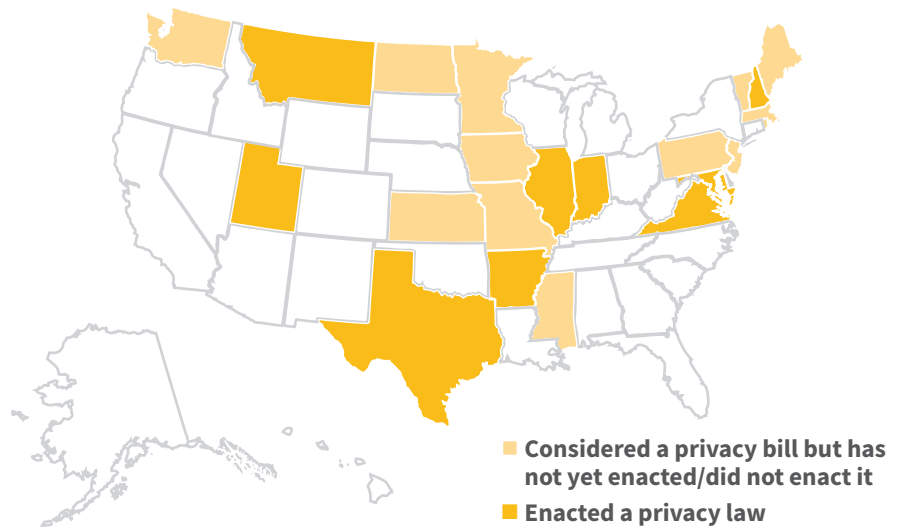 Considered a privacy bill but has
not yet enacted/did not enact it
Enacted a privacy law